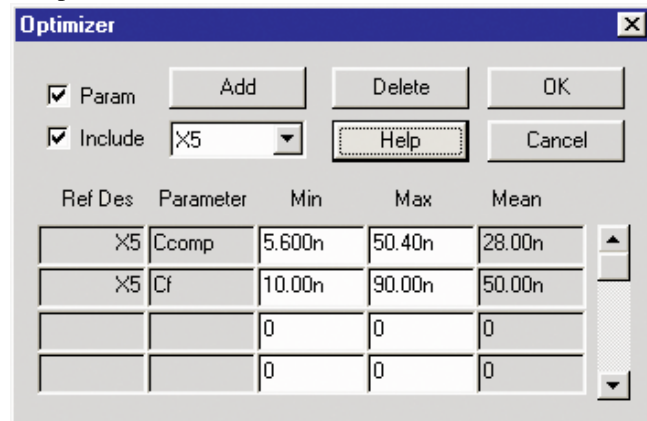 Optimizer
Param Add Delete OK
Include X5 Help Cancel
Ref Des Parameter Min Max Mean
X5 Ccomp 5.600n 50.40n 28.00n
X5 Cf 10.00n 90.00n 50.00n
0 0 0
0 0 0